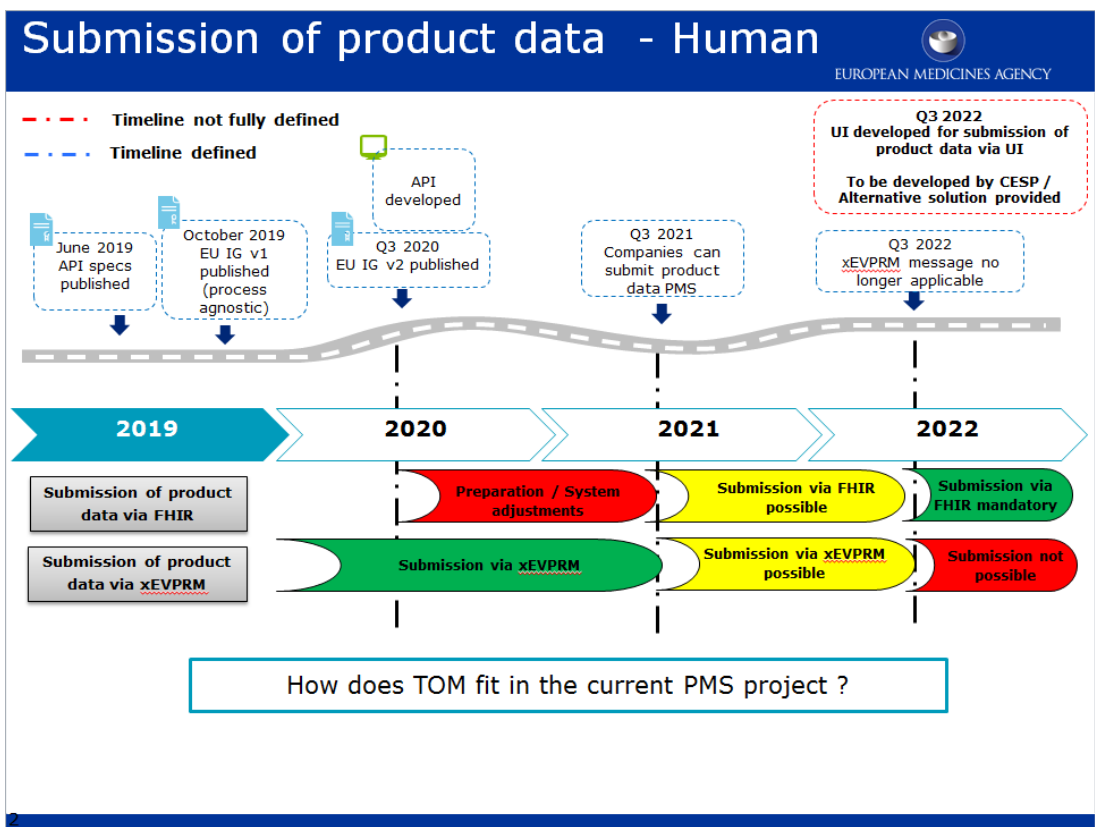 Submission of product data - Human
EUROPEAN MEDICINES AGENCY
Timeline not fully defined
Timeline defined
June 2019
API specs
published
October 2019
EU IG v1
published
(process
agnostic)
API
developed
Q3 2020
EU IG v2 published
Q3 2021
Companies can
submit product
data PMS
Q3 2022
UI developed for submission of
product data via UI
To be developed by CESP /
Alternative solution provided
Q3 2022
xEVPRM message no
longer applicable
2019
2020
2021
2022
Submission of product
data via FHIR
Preparation / System
adjustments
Submission via FHIR
possible
Submission via
FHIR mandatory
Submission of product
data via xEVPRM
Submission via xEVPRM
Submission via xEVPRM
possible
Submission not
possible
How does TOM fit in the current PMS project ?
2